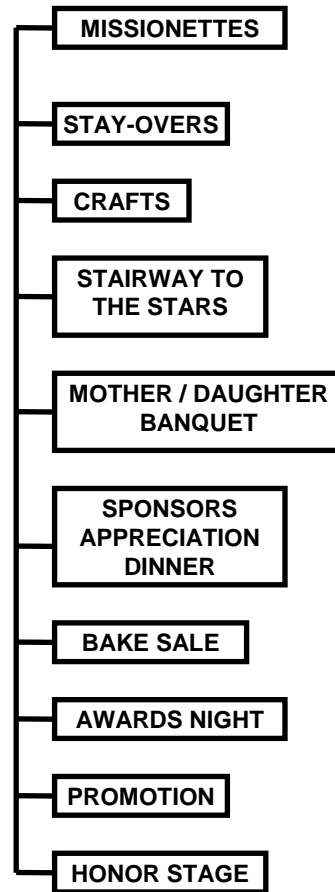 MISSIONETTES
STAY-OVERS
CRAFTS
STAIRWAY TO
THE STARS
MOTHER / DAUGHTER
BANQUET
SPONSORS
APPRECIATION
DINNER
BAKE SALE
AWARDS NIGHT
PROMOTION
HONOR STAGE